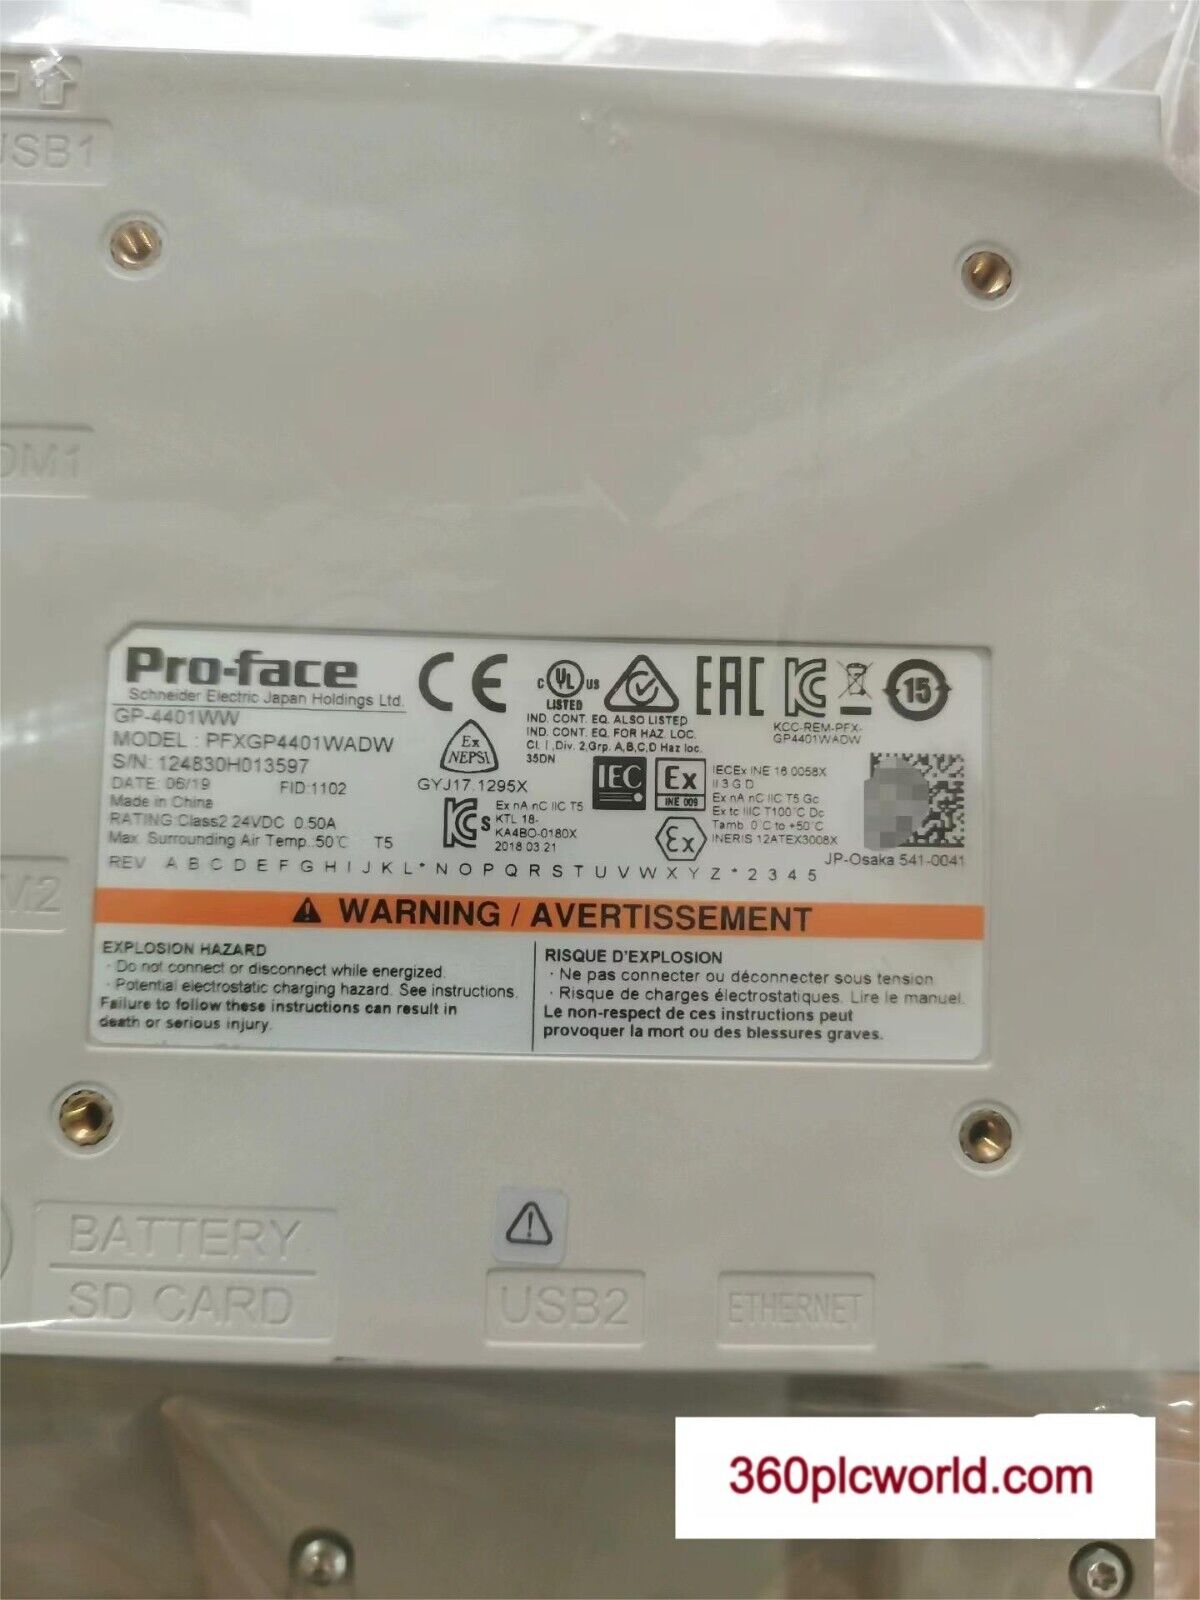 USB1
OM1
M2
Pro-face
Schneider Electric Japan Holdings Ltd.
GP-4401WW
MODEL : PFXGP4401WADW
S/N: 124830H013597
DATE: 06/19 FID:1102
Made in China
RATING:Class2 24VDC 0.50A
Max. Surrounding Air Temp.:50℃ T5
REV A B C D E F G H I J K L * N O P Q R S T U V W X Y Z * 2 3 4 5
CE
C UL US
LISTED
EAC
KC
15
IND. CONT. EQ. ALSO LISTED
IND. CONT. EQ. FOR HAZ. LOC.
Cl. I ,Div. 2,Grp. A,B,C,D Haz loc.
35DN
KCC-REM-PFX-
GP4401WADW
Ex
NEPSI
GYJ17.1295X
KCs
Ex nA nC IIC T5
KTL 18-
KA4BO-0180X
2018 03 21
IEC
Ex
INE 009
Ex
IECEx INE 16 0058X
II 3 G D
Ex nA nC IIC T5 Gc
Ex tc IIIC T100°C Dc
Tamb. 0°C to +50°C
INERIS 12ATEX3008X
JP-Osaka 541-0041
WARNING / AVERTISSEMENT
EXPLOSION HAZARD
· Do not connect or disconnect while energized.
· Potential electrostatic charging hazard. See instructions.
Failure to follow these instructions can result in
death or serious injury.
RISQUE D'EXPLOSION
· Ne pas connecter ou déconnecter sous tension
· Risque de charges électrostatiques. Lire le manuel.
Le non-respect de ces instructions peut
provoquer la mort ou des blessures graves.
BATTERY
SD CARD
USB2
ETHERNET
360plcworld.com